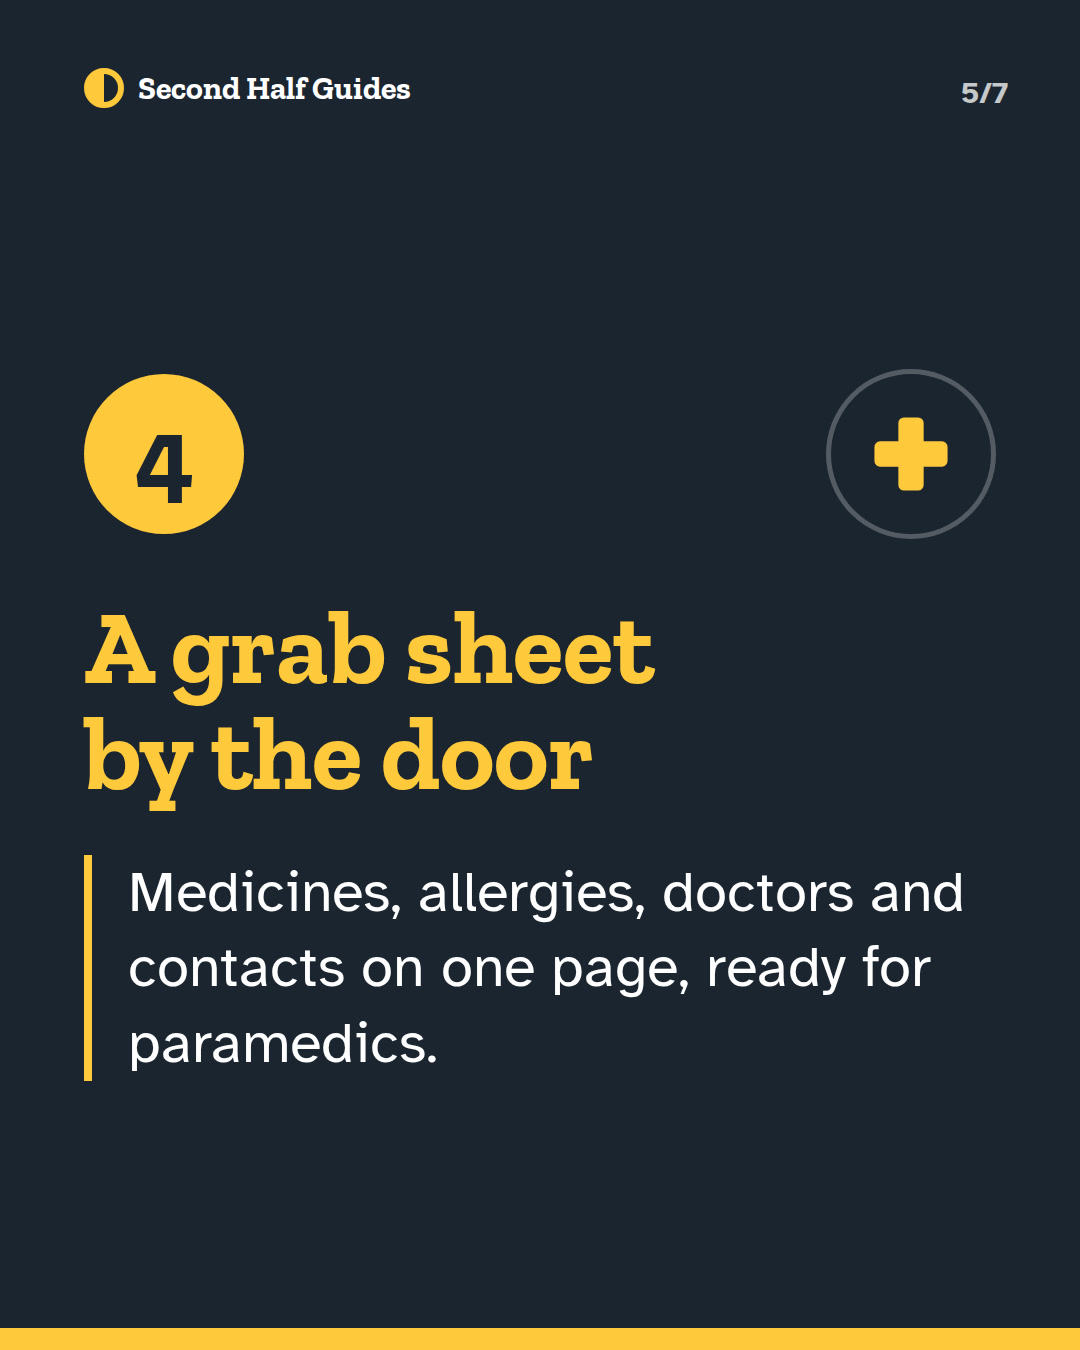 Second Half Guides
5/7
4
A grab sheet
by the door
Medicines, allergies, doctors and
contacts on one page, ready for
paramedics.